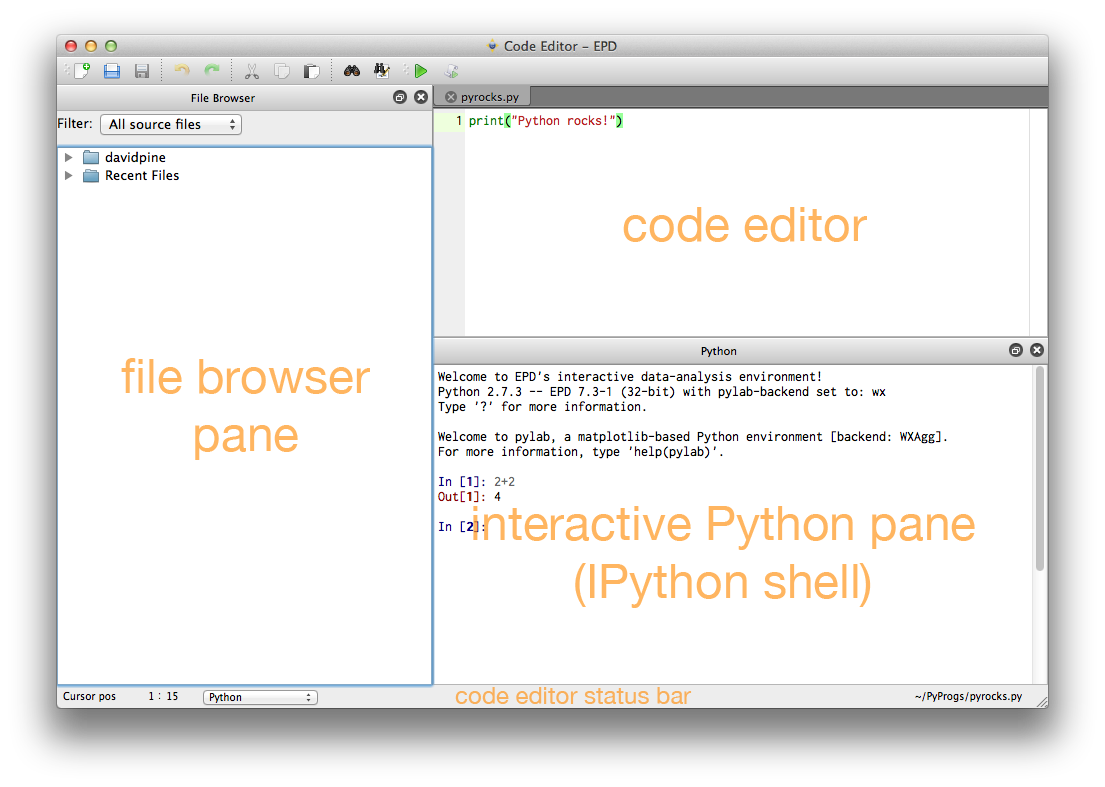 Code Editor – EPD
File Browser
Filter: All source files
davidpine
Recent Files
file browser
pane
pyrocks.py
1 print("Python rocks!")
code editor
Python
Welcome to EPD's interactive data-analysis environment!
Python 2.7.3 -- EPD 7.3-1 (32-bit) with pylab-backend set to: wx
Type '?' for more information.
Welcome to pylab, a matplotlib-based Python environment [backend: WXAgg].
For more information, type 'help(pylab)'.
In [1]: 2+2
Out[1]: 4
In [2]:
interactive Python pane
(IPython shell)
Cursor pos 1 : 15 Python
code editor status bar
~/PyProgs/pyrocks.py